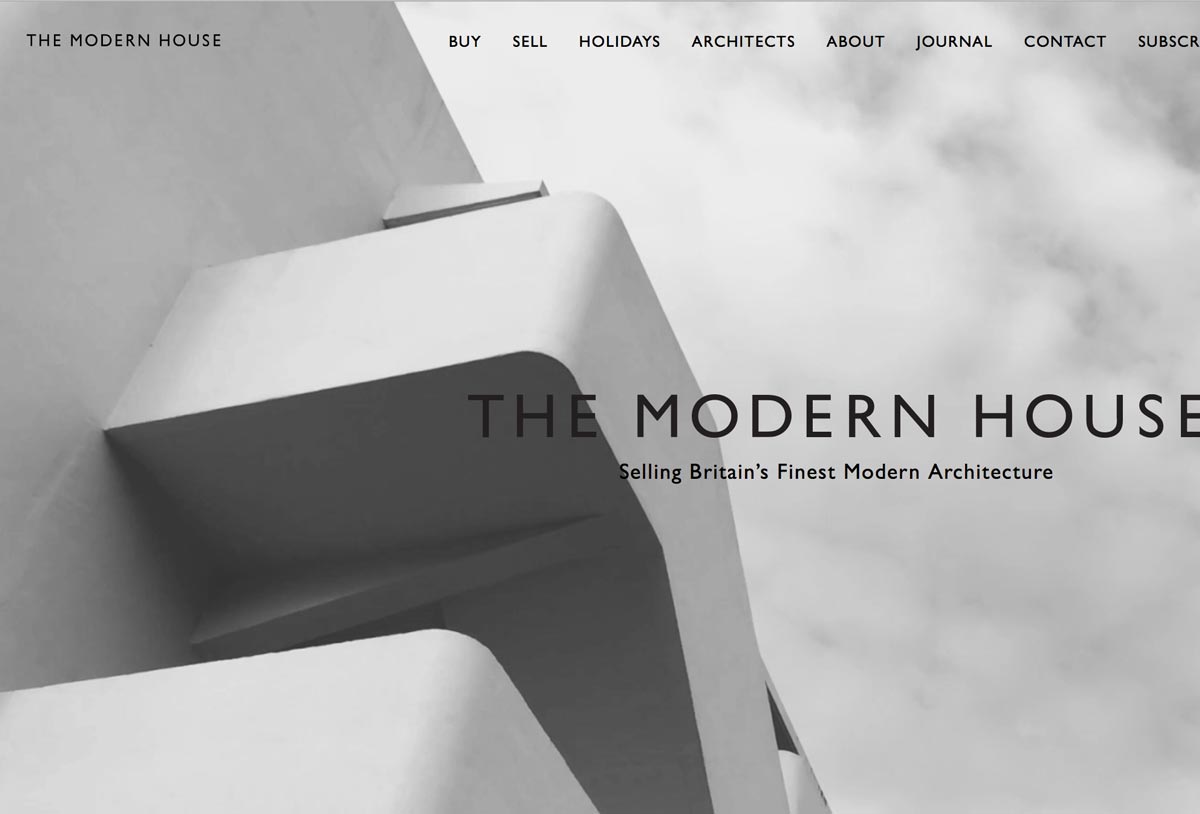 THE MODERN HOUSE
BUY SELL HOLIDAYS ARCHITECTS ABOUT JOURNAL CONTACT SUBSCR
THE MODERN HOUSE
Selling Britain’s Finest Modern Architecture